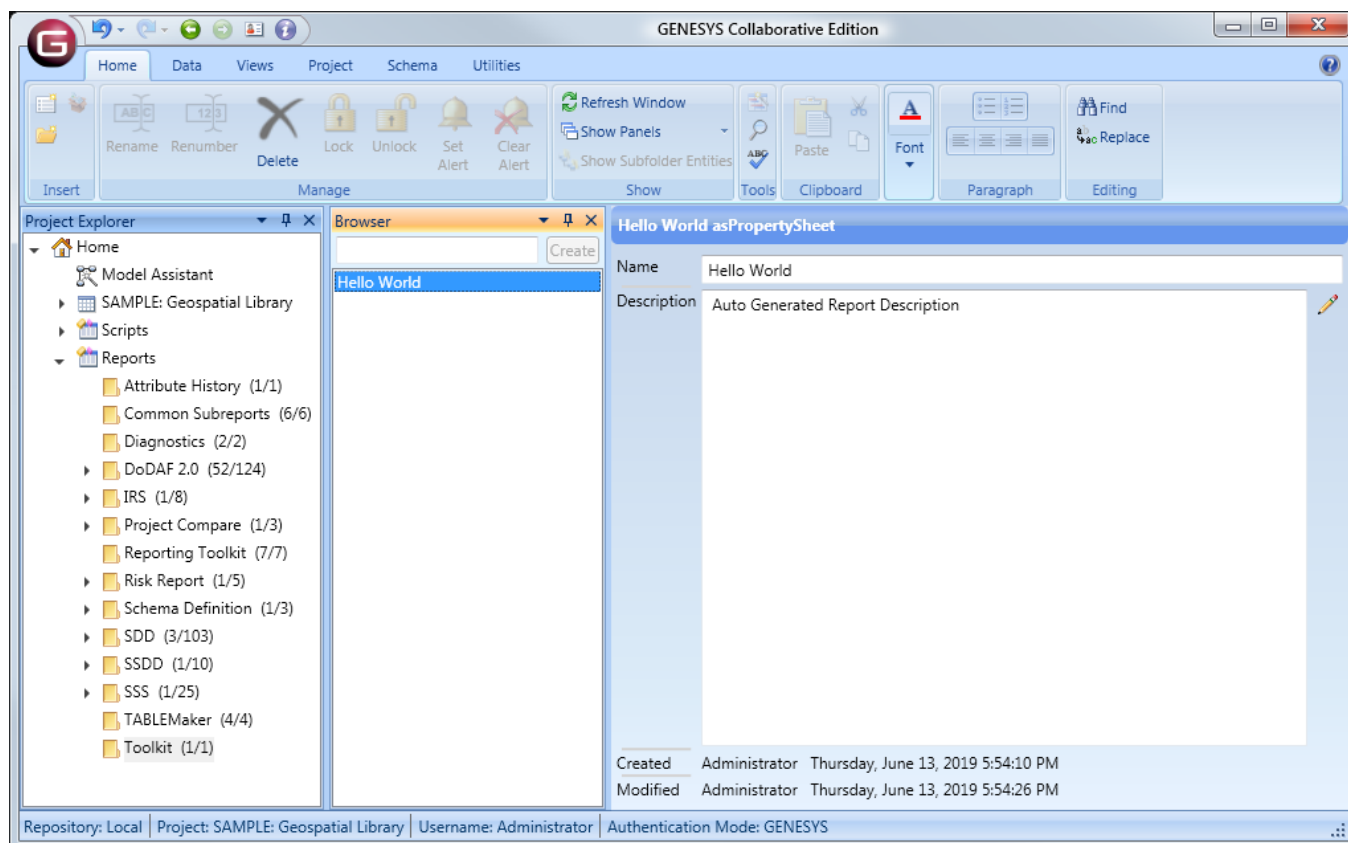 GENESYS Collaborative Edition
Home Data Views Project Schema Utilities
Rename Renumber Delete Lock Unlock Set Alert Clear Alert
Refresh Window
Show Panels
Show Subfolder Entities
Paste
Font
Find
Replace
Insert Manage Show Tools Clipboard Paragraph Editing
Project Explorer
Home
Model Assistant
SAMPLE: Geospatial Library
Scripts
Reports
Attribute History (1/1)
Common Subreports (6/6)
Diagnostics (2/2)
DoDAF 2.0 (52/124)
IRS (1/8)
Project Compare (1/3)
Reporting Toolkit (7/7)
Risk Report (1/5)
Schema Definition (1/3)
SDD (3/103)
SSDD (1/10)
SSS (1/25)
TABLEMaker (4/4)
Toolkit (1/1)
Browser
Create
Hello World
Hello World asPropertySheet
Name Hello World
Description Auto Generated Report Description
Created Administrator Thursday, June 13, 2019 5:54:10 PM
Modified Administrator Thursday, June 13, 2019 5:54:26 PM
Repository: Local Project: SAMPLE: Geospatial Library Username: Administrator Authentication Mode: GENESYS